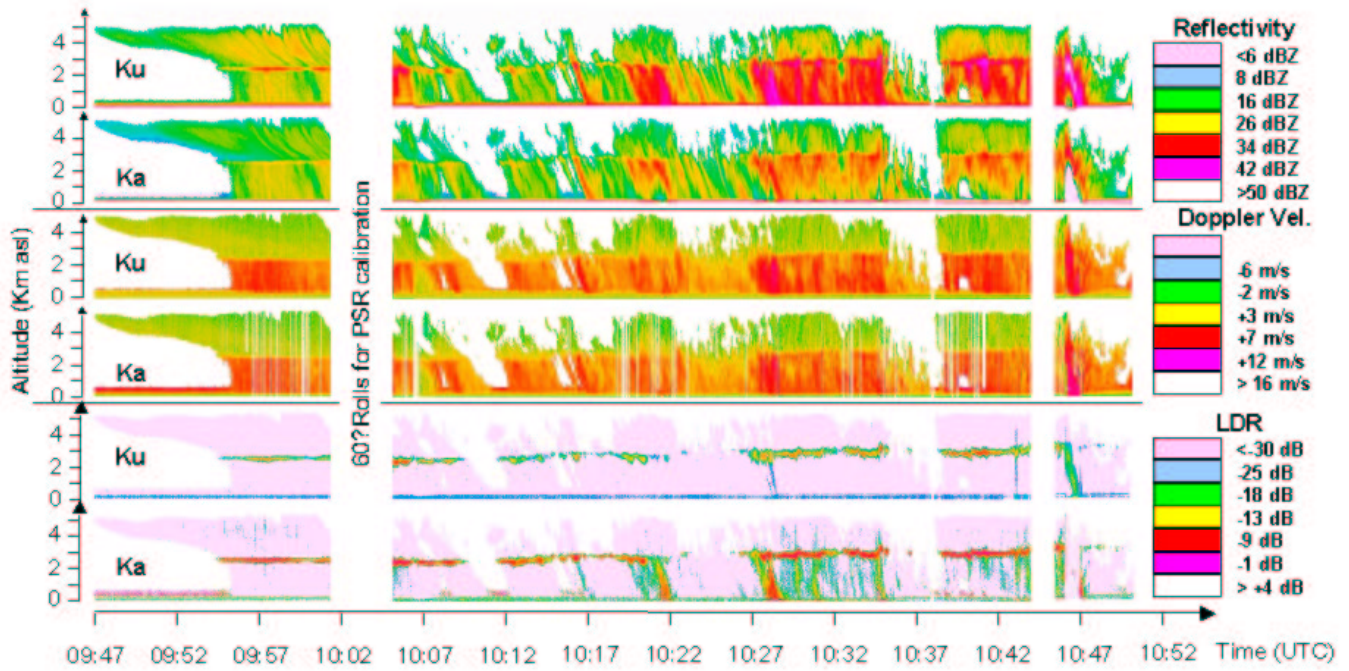 Reflectivity
4
2
0
Ku
<6 dBZ
8 dBZ
16 dBZ
26 dBZ
34 dBZ
42 dBZ
>50 dBZ
4
2
0
Ka
Doppler Vel.
4
2
0
Ku
-6 m/s
-2 m/s
+3 m/s
+7 m/s
+12 m/s
> 16 m/s
4
2
0
Ka
Altitude (Km asl)
60?Rolls for PSR calibration
LDR
4
2
0
Ku
<-30 dB
-25 dB
-18 dB
-13 dB
-9 dB
-1 dB
> +4 dB
4
2
0
Ka
09:47 09:52 09:57 10:02 10:07 10:12 10:17 10:22 10:27 10:32 10:37 10:42 10:47 10:52 Time (UTC)